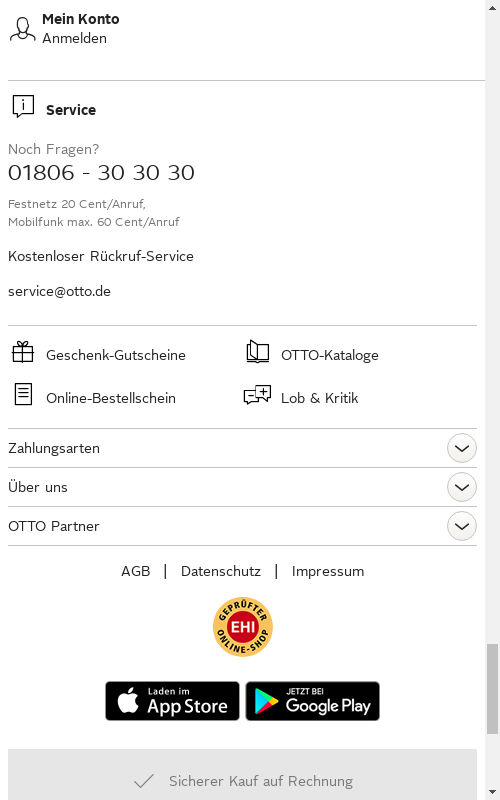 Mein Konto
Anmelden
Service
Noch Fragen?
01806 - 30 30 30
Festnetz 20 Cent/Anruf,
Mobilfunk max. 60 Cent/Anruf
Kostenloser Rückruf-Service
service@otto.de
Geschenk-Gutscheine
OTTO-Kataloge
Online-Bestellschein
Lob & Kritik
Zahlungsarten
Über uns
OTTO Partner
AGB | Datenschutz | Impressum
GEPRÜFTER
EHI
ONLINE-SHOP
Laden im
App Store
JETZT BEI
Google Play
Sicherer Kauf auf Rechnung